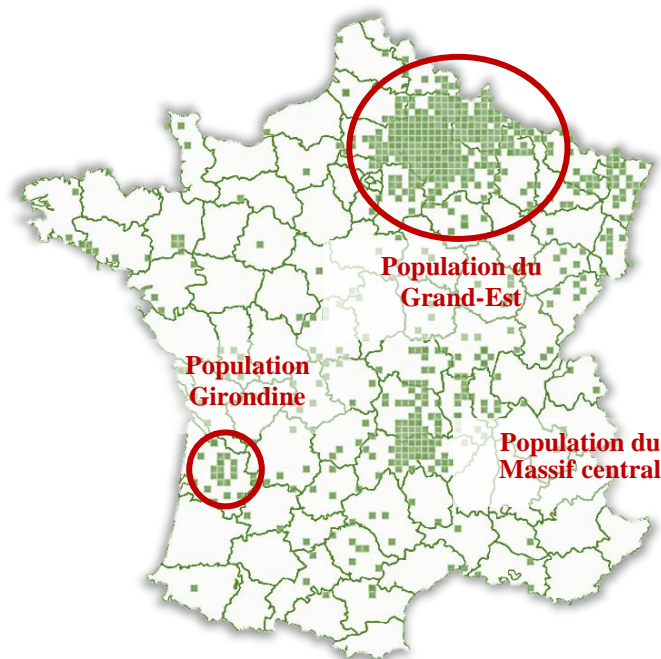 Population du
Grand-Est
Population
Girondine
Population du
Massif central